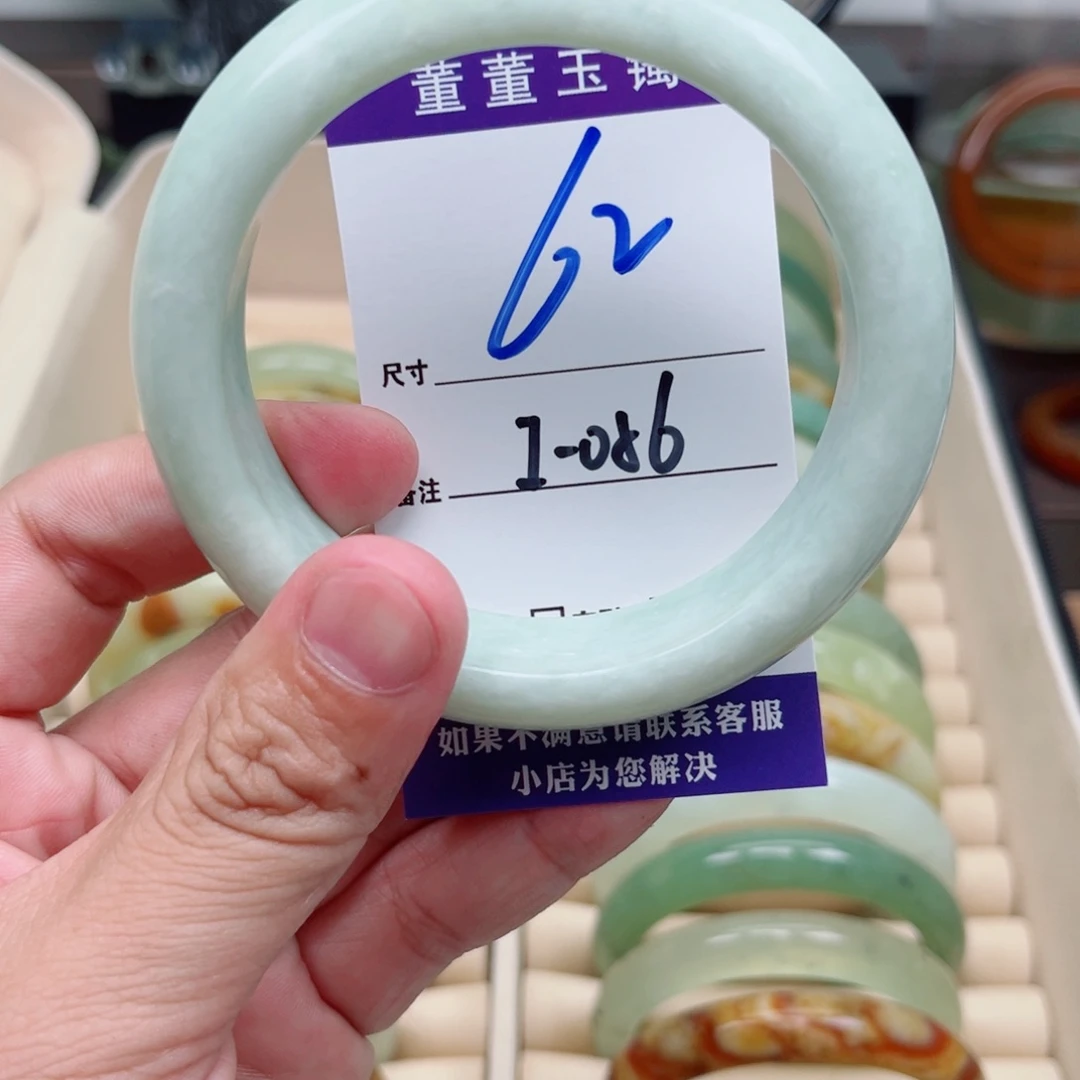 董董玉镯
62
尺寸
I-086
备注
如果不满意请联系客服
小店为您解决